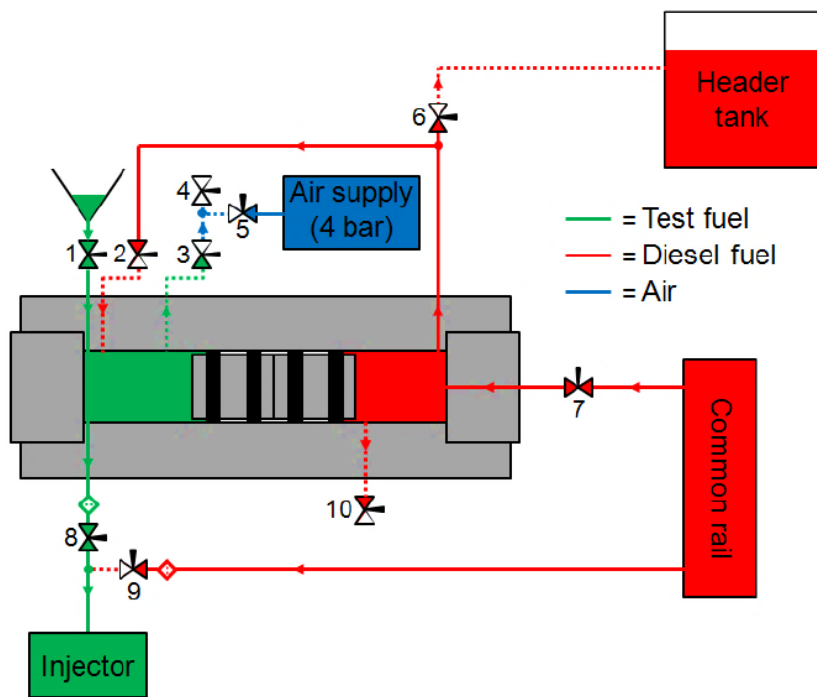 Header
tank
6
4
Air supply
(4 bar)
5
1
2
3
= Test fuel
= Diesel fuel
= Air
7
Common rail
10
8
9
Injector